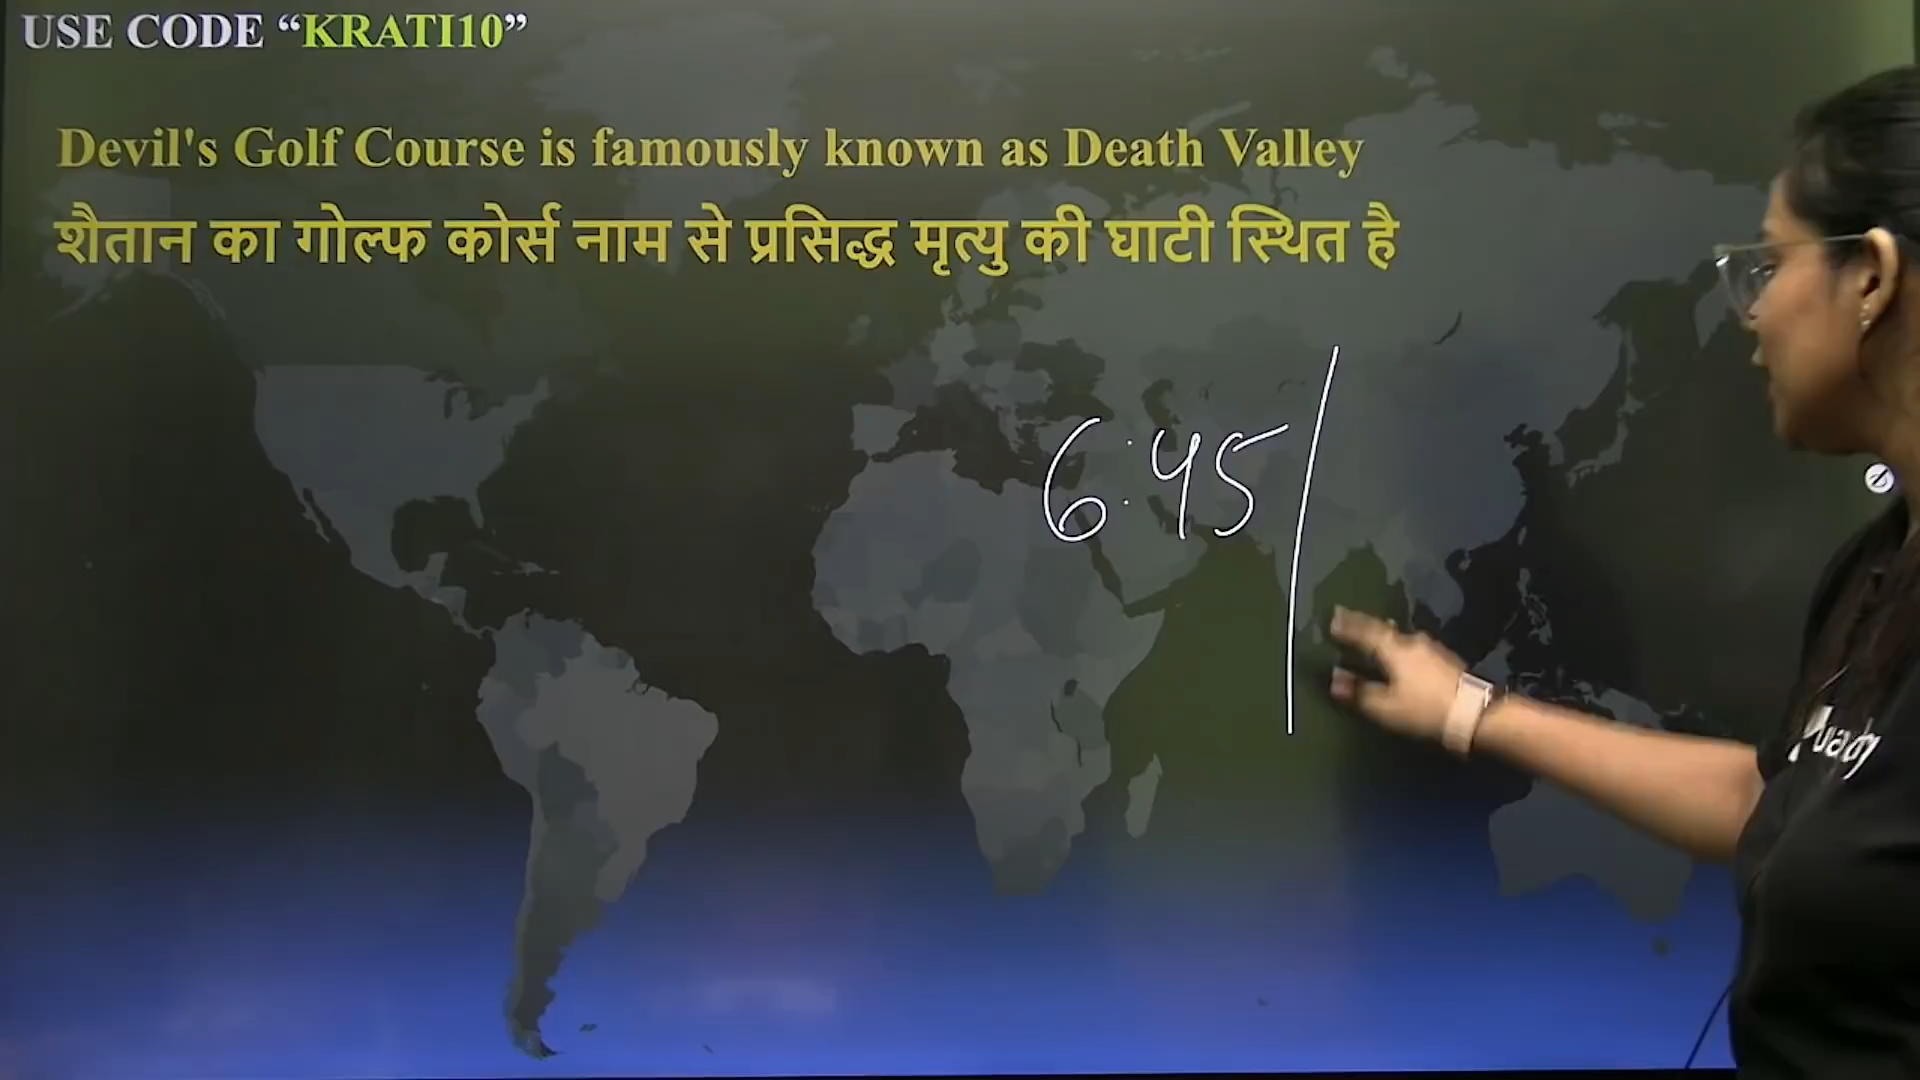 USE CODE “KRATI10”
Devil's Golf Course is famously known as Death Valley
शैतान का गोल्फ कोर्स नाम से प्रसिद्ध मृत्यु की घाटी स्थित है
6:45